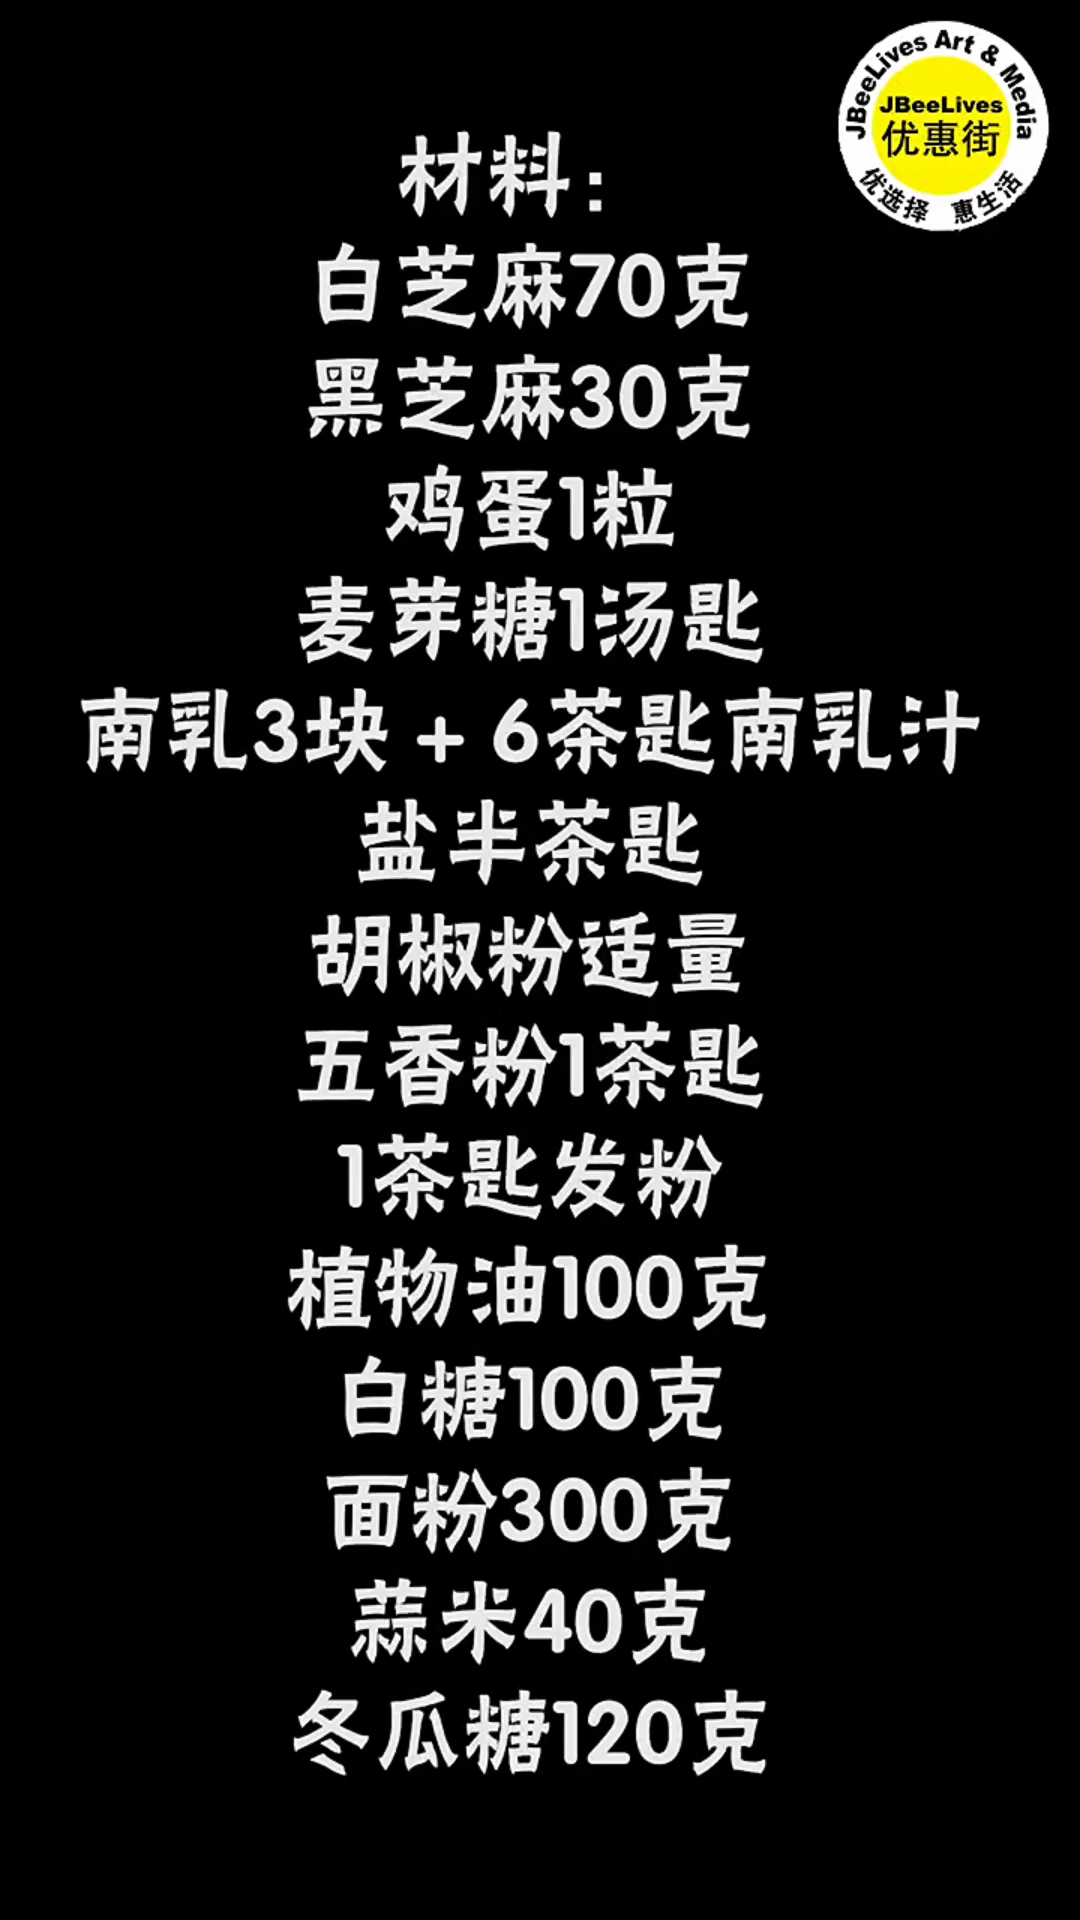 JBeeLives Art & Media
JBeeLives
优惠街
优选择 惠生活
材料：
白芝麻70克
黑芝麻30克
鸡蛋1粒
麦芽糖1汤匙
南乳3块 + 6茶匙南乳汁
盐半茶匙
胡椒粉适量
五香粉1茶匙
1茶匙发粉
植物油100克
白糖100克
面粉300克
蒜米40克
冬瓜糖120克